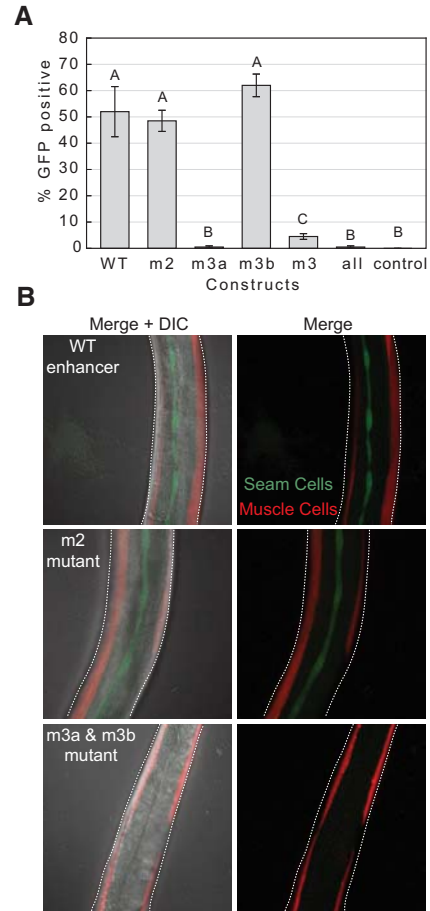 A
80
70
60
50
40
30
20
10
0
% GFP positive
A
A
B
A
C
B
B
WT m2 m3a m3b m3 all control
Constructs
B
Merge + DIC
Merge
WT
enhancer
Seam Cells
Muscle Cells
m2
mutant
m3a & m3b
mutant